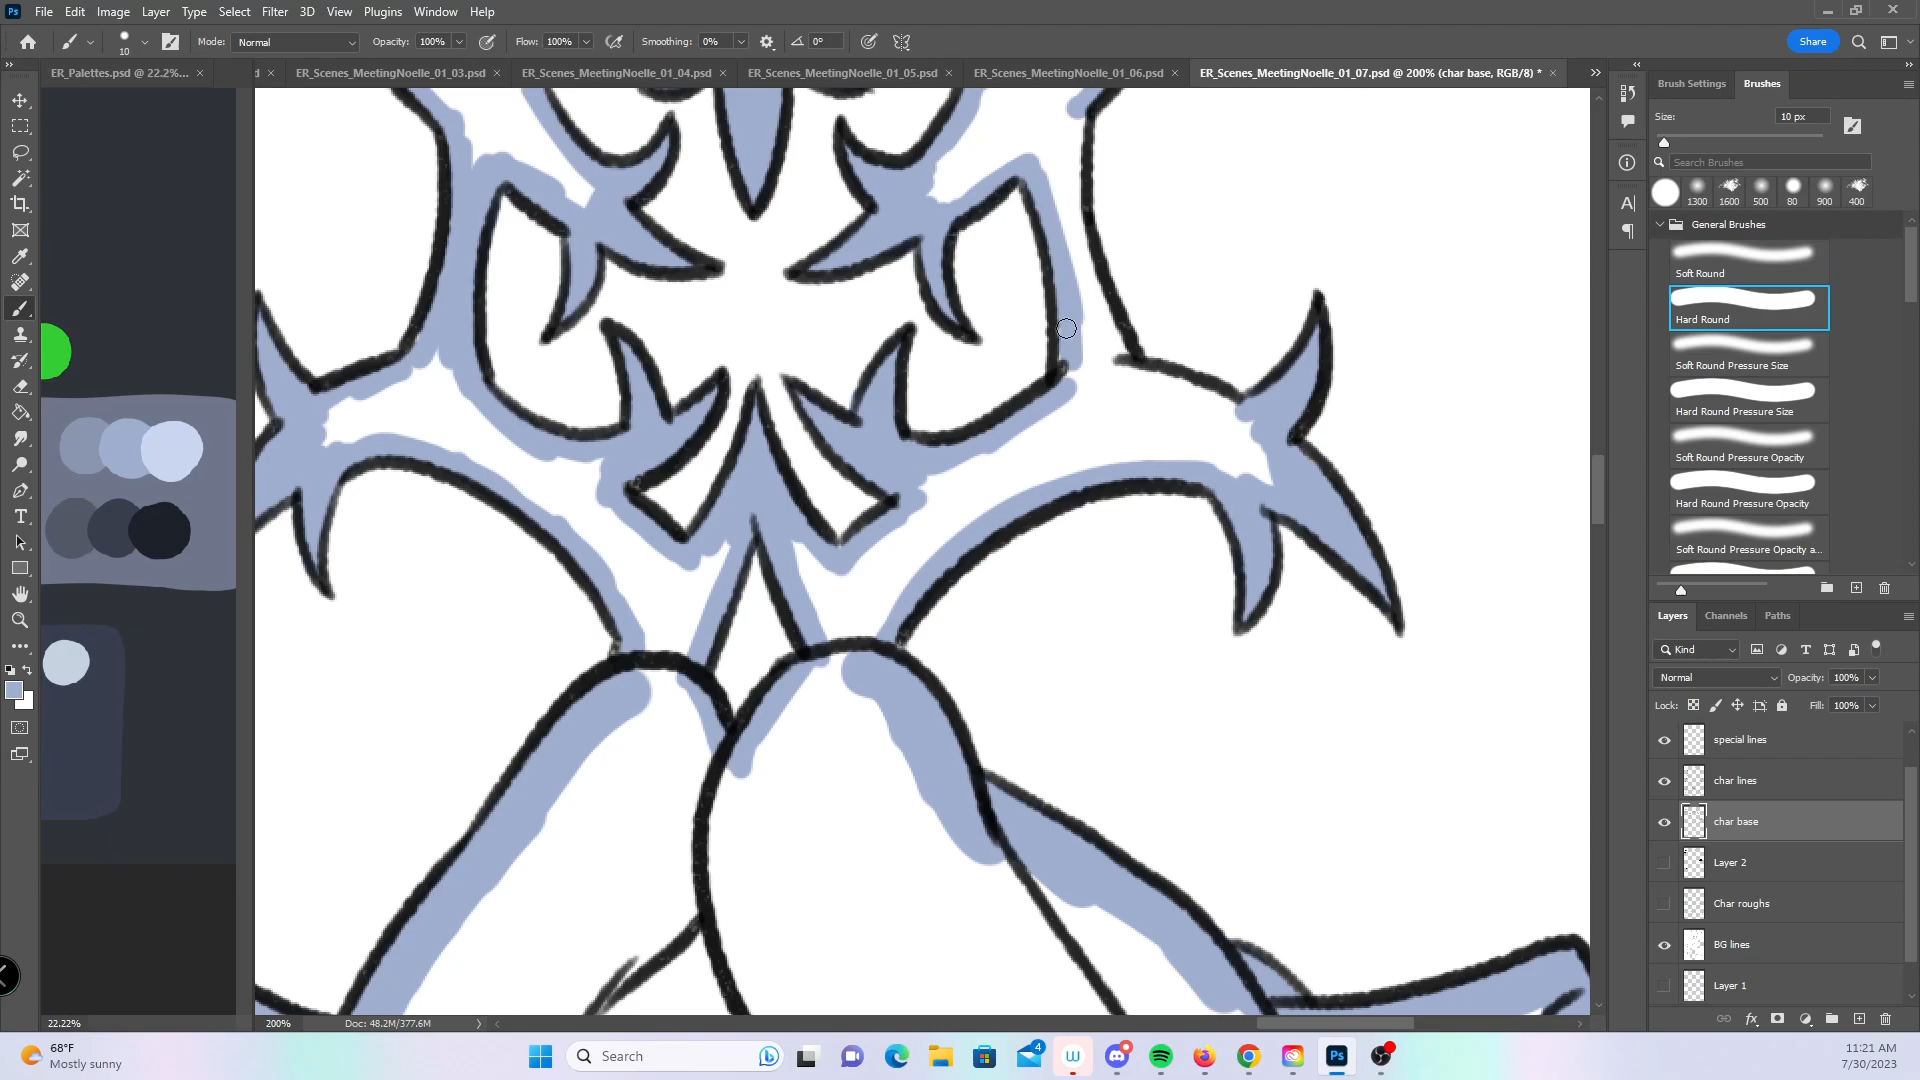 Ps File Edit Image Layer Type Select Filter 3D View Plugins Window Help
10 Mode: Normal Opacity: 100% Flow: 100% Smoothing: 0% 0° Share
ER_Palettes.psd @ 22.2%... × d × ER_Scenes_MeetingNoelle_01_03.psd × ER_Scenes_MeetingNoelle_01_04.psd × ER_Scenes_MeetingNoelle_01_05.psd × ER_Scenes_MeetingNoelle_01_06.psd × ER_Scenes_MeetingNoelle_01_07.psd @ 200% (char base, RGB/8) * ×
Brush Settings Brushes
Size: 10 px
Search Brushes
1300 1600 500 80 900 400
General Brushes
Soft Round
Hard Round
Soft Round Pressure Size
Hard Round Pressure Size
Soft Round Pressure Opacity
Hard Round Pressure Opacity
Soft Round Pressure Opacity a...
Layers Channels Paths
Kind
Normal Opacity: 100%
Lock: Fill: 100%
special lines
char lines
char base
Layer 2
Char roughs
BG lines
Layer 1
22.22% 200% Doc: 48.2M/377.6M
68°F
Mostly sunny
Search
4
Ps
11:21 AM
7/30/2023